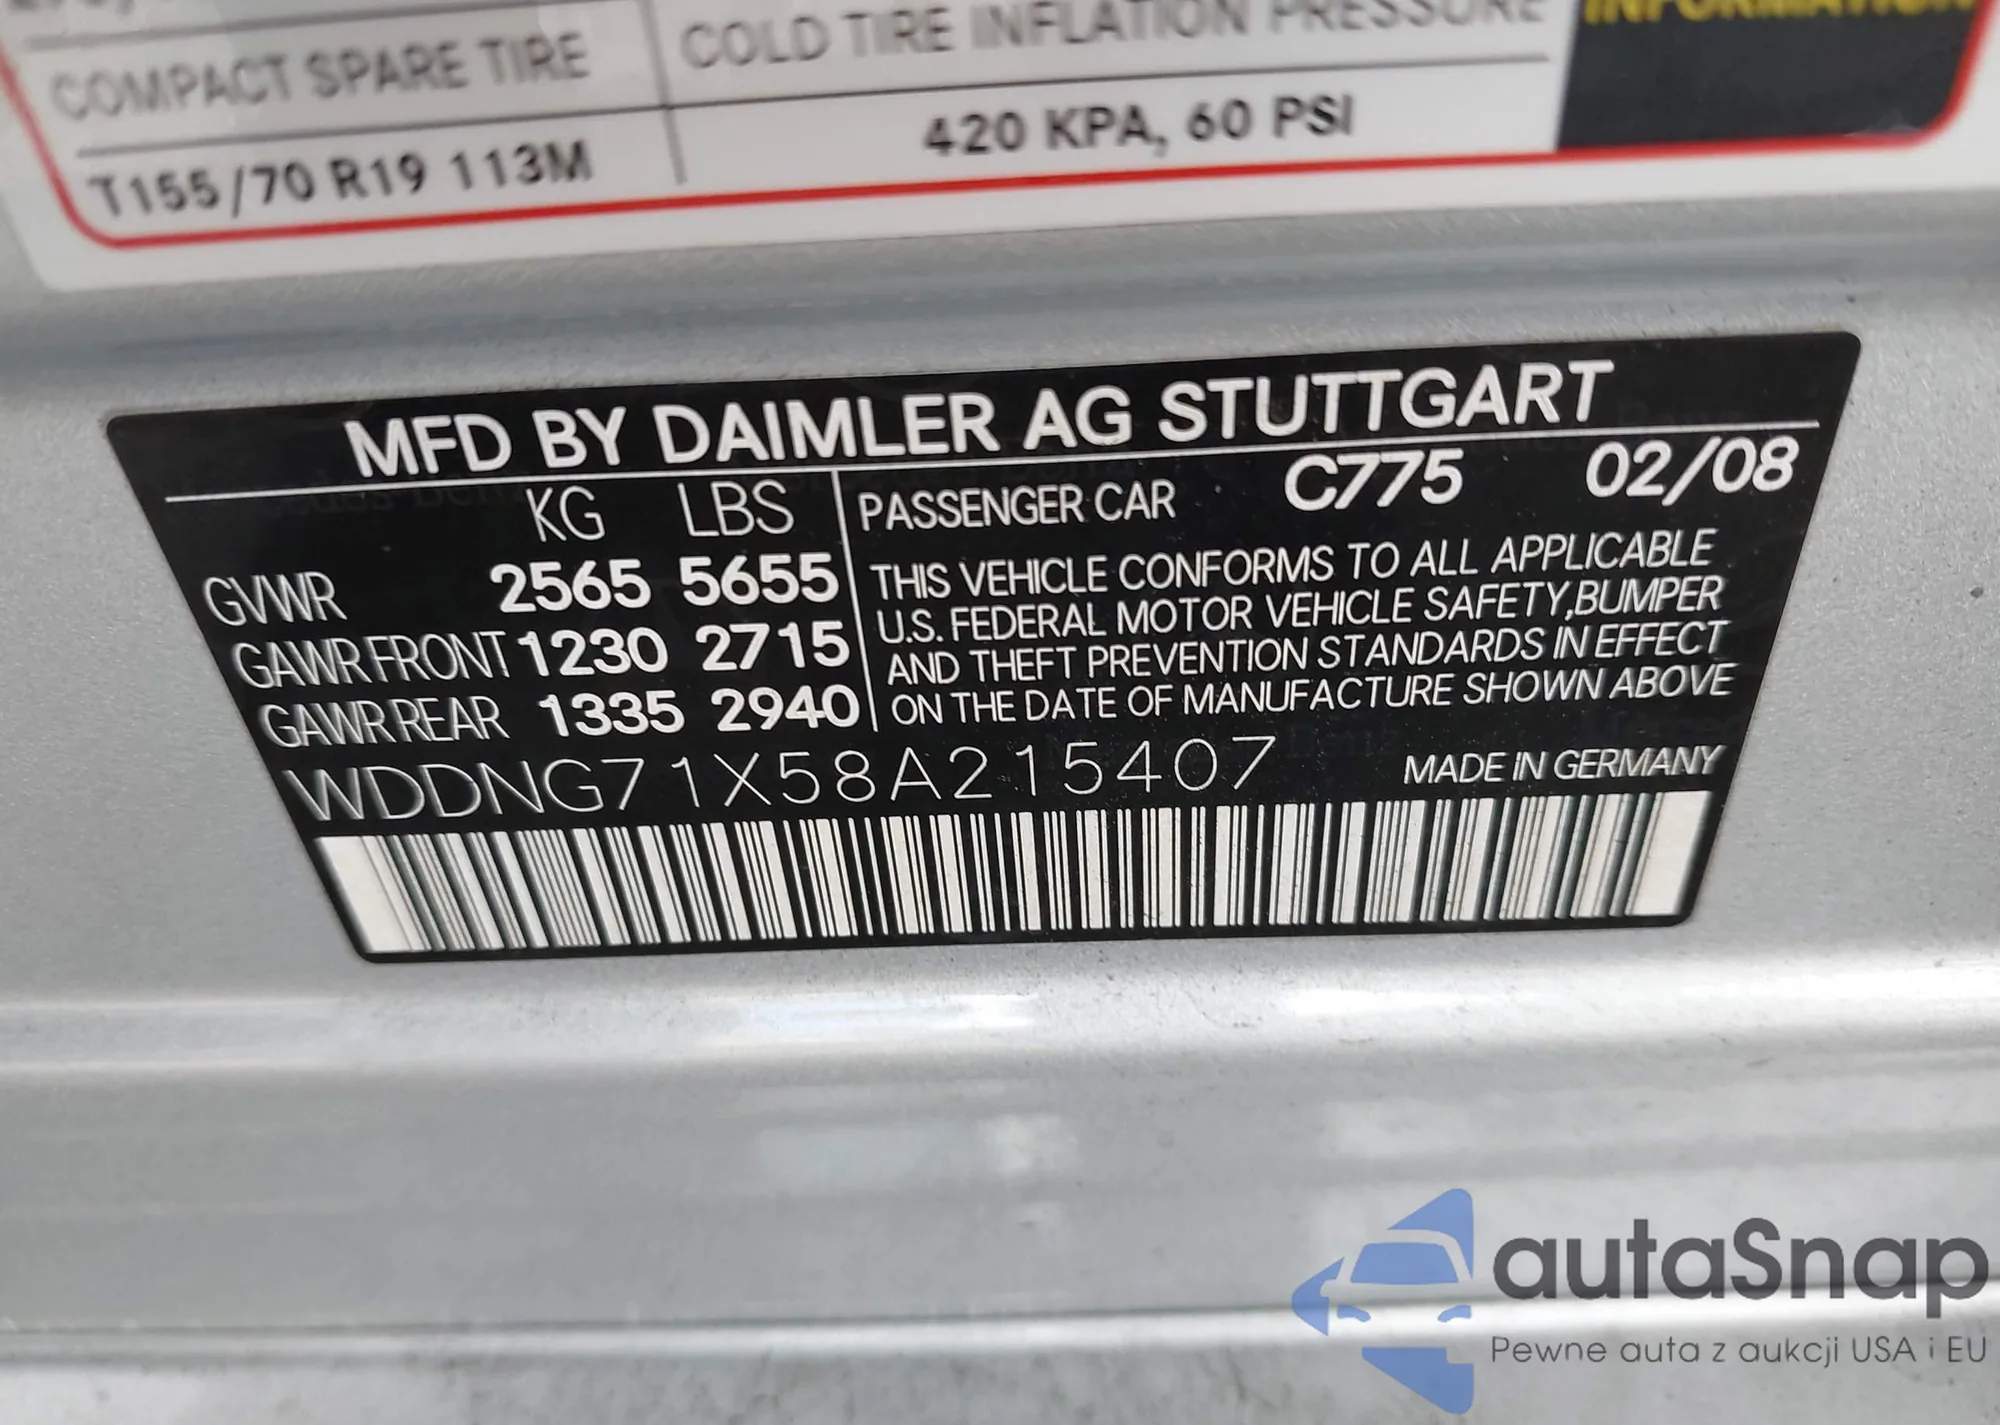 COMPACT SPARE TIRE COLD TIRE INFLATION PRESSURE INFORMATION
T155/70 R19 113M 420 KPA, 60 PSI
MFD BY DAIMLER AG STUTTGART
KG LBS PASSENGER CAR C775 02/08
GVWR 2565 5655
GAWR FRONT 1230 2715
GAWR REAR 1335 2940
THIS VEHICLE CONFORMS TO ALL APPLICABLE
U.S. FEDERAL MOTOR VEHICLE SAFETY,BUMPER
AND THEFT PREVENTION STANDARDS IN EFFECT
ON THE DATE OF MANUFACTURE SHOWN ABOVE
WDDNG71X58A215407 MADE IN GERMANY
autaSnap
Pewne auta z aukcji USA i EU